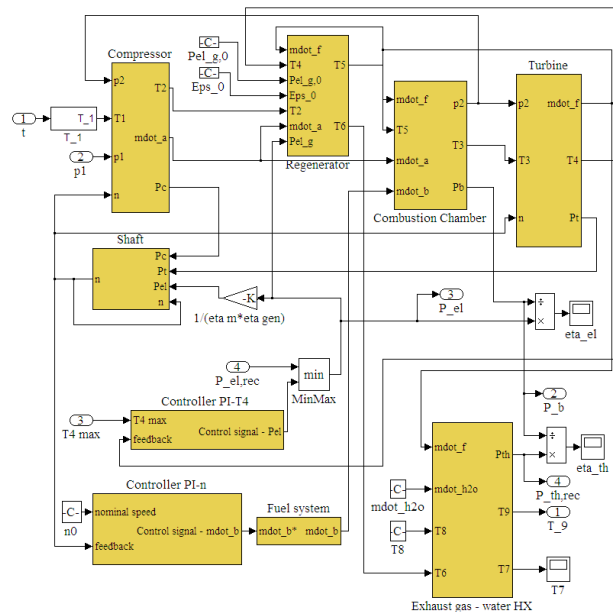 Compressor
p2
T2
T1
mdot_a
p1
n
Pc
1
t
T_1
T_1
2
p1
-C-
Pel_g,0
-C-
Eps_0
mdot_f
T4
T5
Pel_g,0
Eps_0
T2
mdot_a
T6
Pel_g
Regenerator
mdot_f
p2
T5
T3
mdot_a
Pb
mdot_b
Combustion Chamber
Turbine
p2
mdot_f
T3
T4
n
Pt
Shaft
Pc
Pt
n
Pel
n
-K
1/(eta m*eta gen)
3
P_el
÷
×
eta_el
4
P_el,rec
min
MinMax
2
P_b
3
T4 max
Controller PI-T4
T4 max
Control signal - Pel
feedback
÷
×
eta_th
4
P_th,rec
mdot_f
Pth
mdot_h2o
T9
T8
T6
T7
Exhaust gas - water HX
-C-
mdot_h2o
-C-
T8
1
T_9
T7
-C-
n0
Controller PI-n
nominal speed
Control signal - mdot_b
feedback
Fuel system
mdot_b* mdot_b